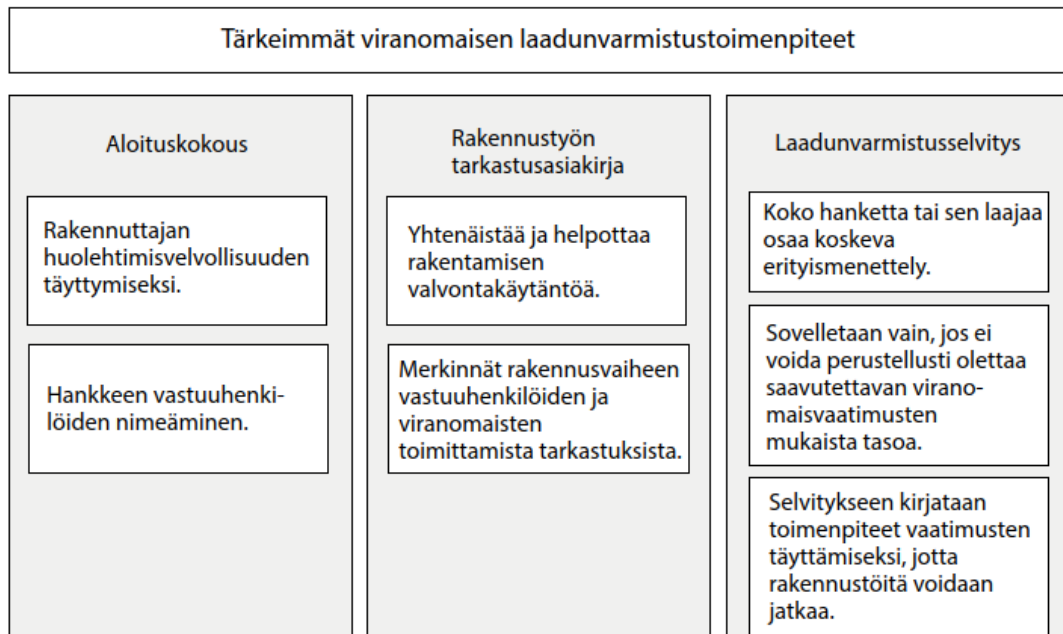 Tärkeimmät viranomaisen laadunvarmistustoimenpiteet
Aloituskokous
Rakennuttajan
huolehtimisvelvollisuuden
täyttymiseksi.
Hankkeen vastuuhenki-
löiden nimeäminen.
Rakennustyön
tarkastusasiakirja
Yhtenäistää ja helpottaa
rakentamisen
valvontakäytäntöä.
Merkinnät rakennusvaiheen
vastuuhenkilöiden ja
viranomaisten
toimittamista tarkastuksista.
Laadunvarmistusselvitys
Koko hanketta tai sen laajaa
osaa koskeva
erityismenettely.
Sovelletaan vain, jos ei
voida perustellusti olettaa
saavutettavan virano-
maisvaatimusten
mukaista tasoa.
Selvitykseen kirjataan
toimenpiteet vaatimusten
täyttämiseksi, jotta
rakennustöitä voidaan
jatkaa.